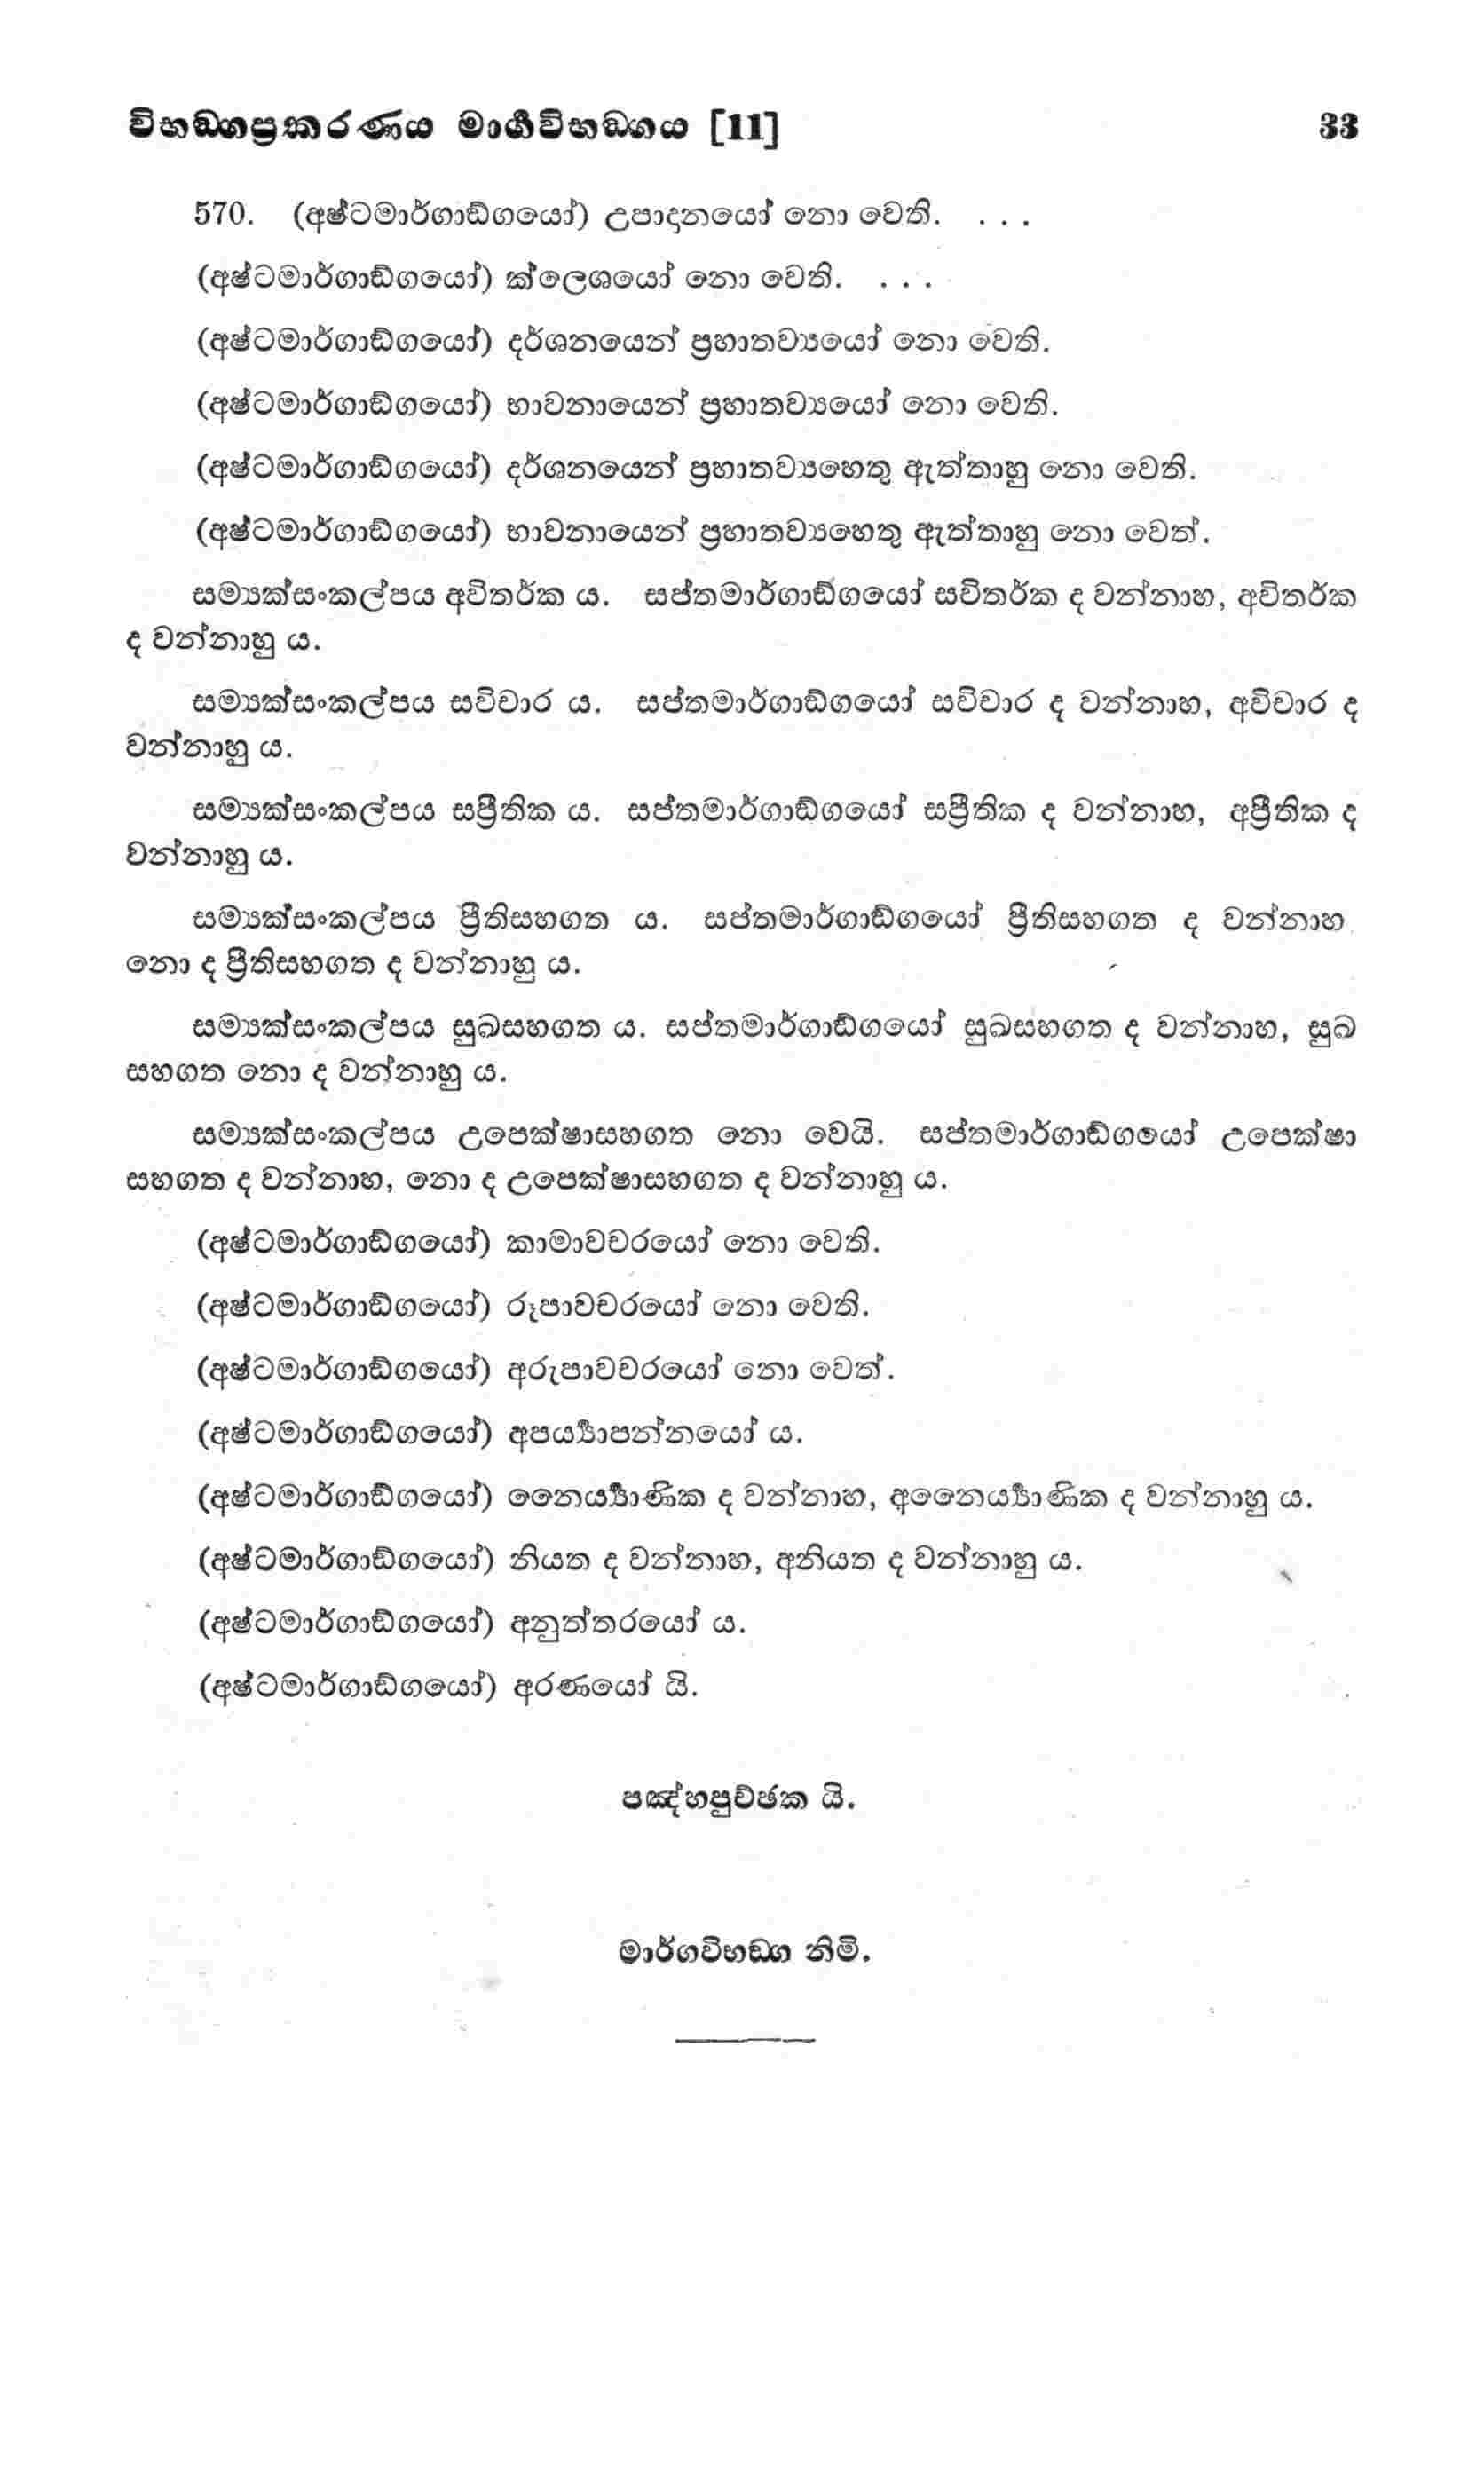 විභඞ්ගප්‍රකරණය මාර්ගවිභඞ්ගය [11] 33
570. (අෂ්ටමාර්ගාඞ්ගයෝ) උපාදානයෝ නො වෙති. . . .
(අෂ්ටමාර්ගාඞ්ගයෝ) ක්ලෙශයෝ නො වෙති. . . .
(අෂ්ටමාර්ගාඞ්ගයෝ) දර්ශනයෙන් ප්‍රහාතව්‍යයෝ නො වෙති.
(අෂ්ටමාර්ගාඞ්ගයෝ) භාවනායෙන් ප්‍රහාතව්‍යයෝ නො වෙති.
(අෂ්ටමාර්ගාඞ්ගයෝ) දර්ශනයෙන් ප්‍රහාතව්‍යහෙතු ඇත්තාහු නො වෙති.
(අෂ්ටමාර්ගාඞ්ගයෝ) භාවනායෙන් ප්‍රහාතව්‍යහෙතු ඇත්තාහු නො වෙත්.
සම්‍යක්සංකල්පය අවිතර්ක ය. සප්තමාර්ගාඞ්ගයෝ සවිතර්ක ද වන්නාහ, අවිතර්ක
ද වන්නාහු ය.
සම්‍යක්සංකල්පය සවිචාර ය. සප්තමාර්ගාඞ්ගයෝ සවිචාර ද වන්නාහ, අවිචාර ද
වන්නාහු ය.
සම්‍යක්සංකල්පය සප්‍රීතික ය. සප්තමාර්ගාඞ්ගයෝ සප්‍රීතික ද වන්නාහ, අප්‍රීතික ද
වන්නාහු ය.
සම්‍යක්සංකල්පය ප්‍රීතිසහගත ය. සප්තමාර්ගාඞ්ගයෝ ප්‍රීතිසහගත ද වන්නාහ
නො ද ප්‍රීතිසහගත ද වන්නාහු ය.
සම්‍යක්සංකල්පය සුඛසහගත ය. සප්තමාර්ගාඞ්ගයෝ සුඛසහගත ද වන්නාහ, සුඛ
සහගත නො ද වන්නාහු ය.
සම්‍යක්සංකල්පය උපෙක්ෂාසහගත නො වෙයි. සප්තමාර්ගාඞ්ගයෝ උපෙක්ෂා
සහගත ද වන්නාහ, නො ද උපෙක්ෂාසහගත ද වන්නාහු ය.
(අෂ්ටමාර්ගාඞ්ගයෝ) කාමාවචරයෝ නො වෙති.
(අෂ්ටමාර්ගාඞ්ගයෝ) රූපාවචරයෝ නො වෙති.
(අෂ්ටමාර්ගාඞ්ගයෝ) අරූපාවචරයෝ නො වෙත්.
(අෂ්ටමාර්ගාඞ්ගයෝ) අපර්‍ය්‍යාපන්නයෝ ය.
(අෂ්ටමාර්ගාඞ්ගයෝ) නෛර්‍ය්‍යාණික ද වන්නාහ, අනෛර්‍ය්‍යාණික ද වන්නාහු ය.
(අෂ්ටමාර්ගාඞ්ගයෝ) නියත ද වන්නාහ, අනියත ද වන්නාහු ය.
(අෂ්ටමාර්ගාඞ්ගයෝ) අනුත්තරයෝ ය.
(අෂ්ටමාර්ගාඞ්ගයෝ) අරණයෝ යි.
පඤ්හපුච්ඡක යි.
මාර්ගවිභඞ්ග නිමි.